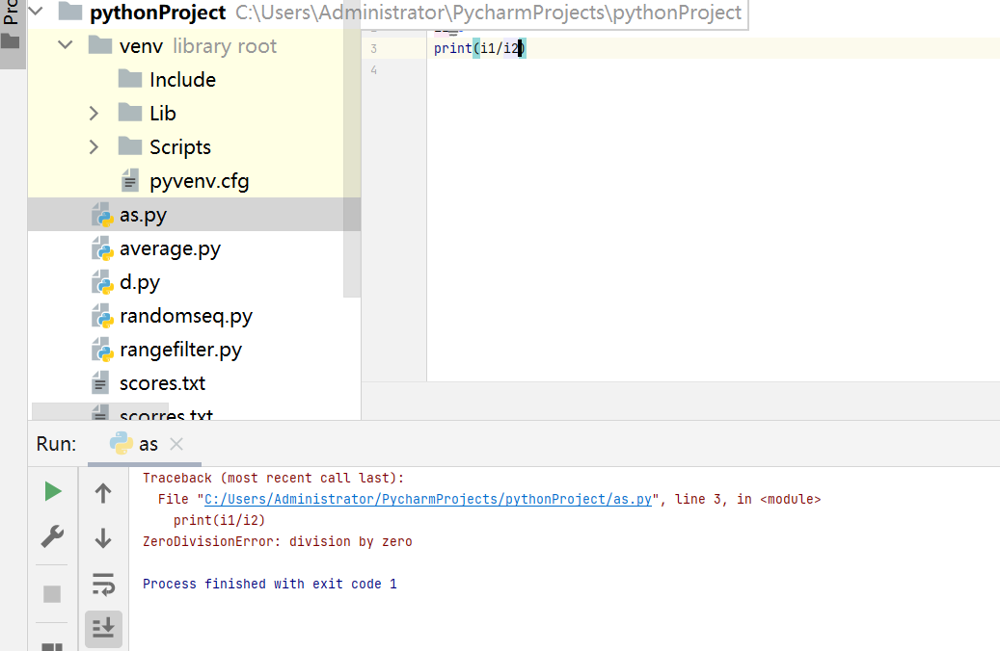 Pro
pythonProject C:\Users\Administrator\PycharmProjects\pythonProject
venv library root
Include
Lib
Scripts
pyvenv.cfg
as.py
average.py
d.py
randomseq.py
rangefilter.py
scores.txt
scorres.txt
3 print(i1/i2)
4
Run: as
Traceback (most recent call last):
File "C:/Users/Administrator/PycharmProjects/pythonProject/as.py", line 3, in <module>
print(i1/i2)
ZeroDivisionError: division by zero
Process finished with exit code 1